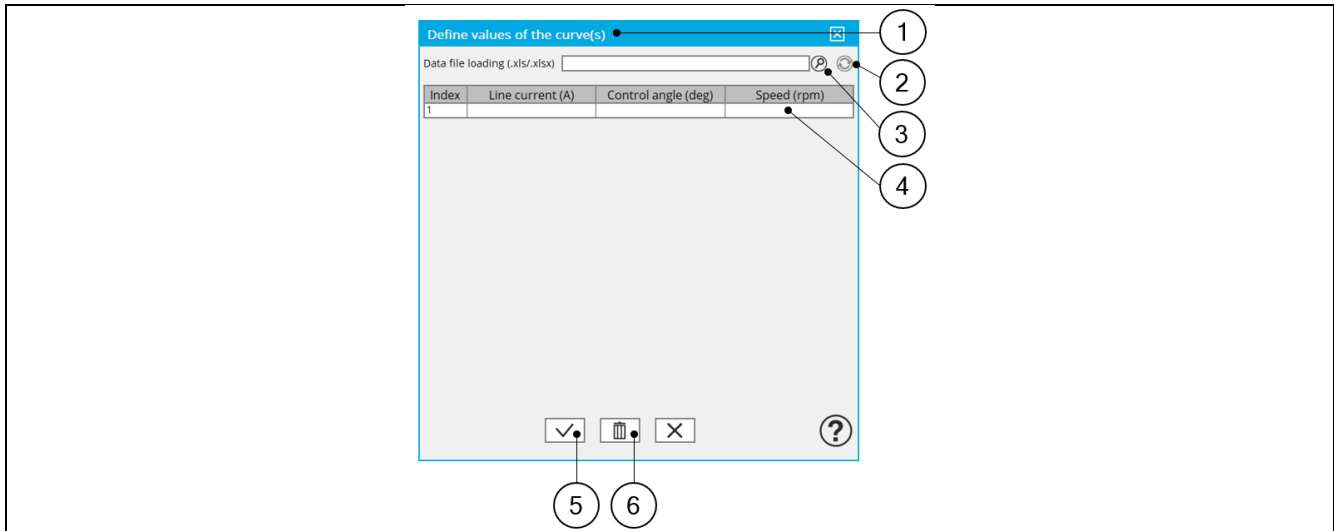 Define values of the curve(s)
1
Data file loading (.xls/.xlsx)
2
Index Line current (A) Control angle (deg) Speed (rpm)
1
3
4
?
5 6